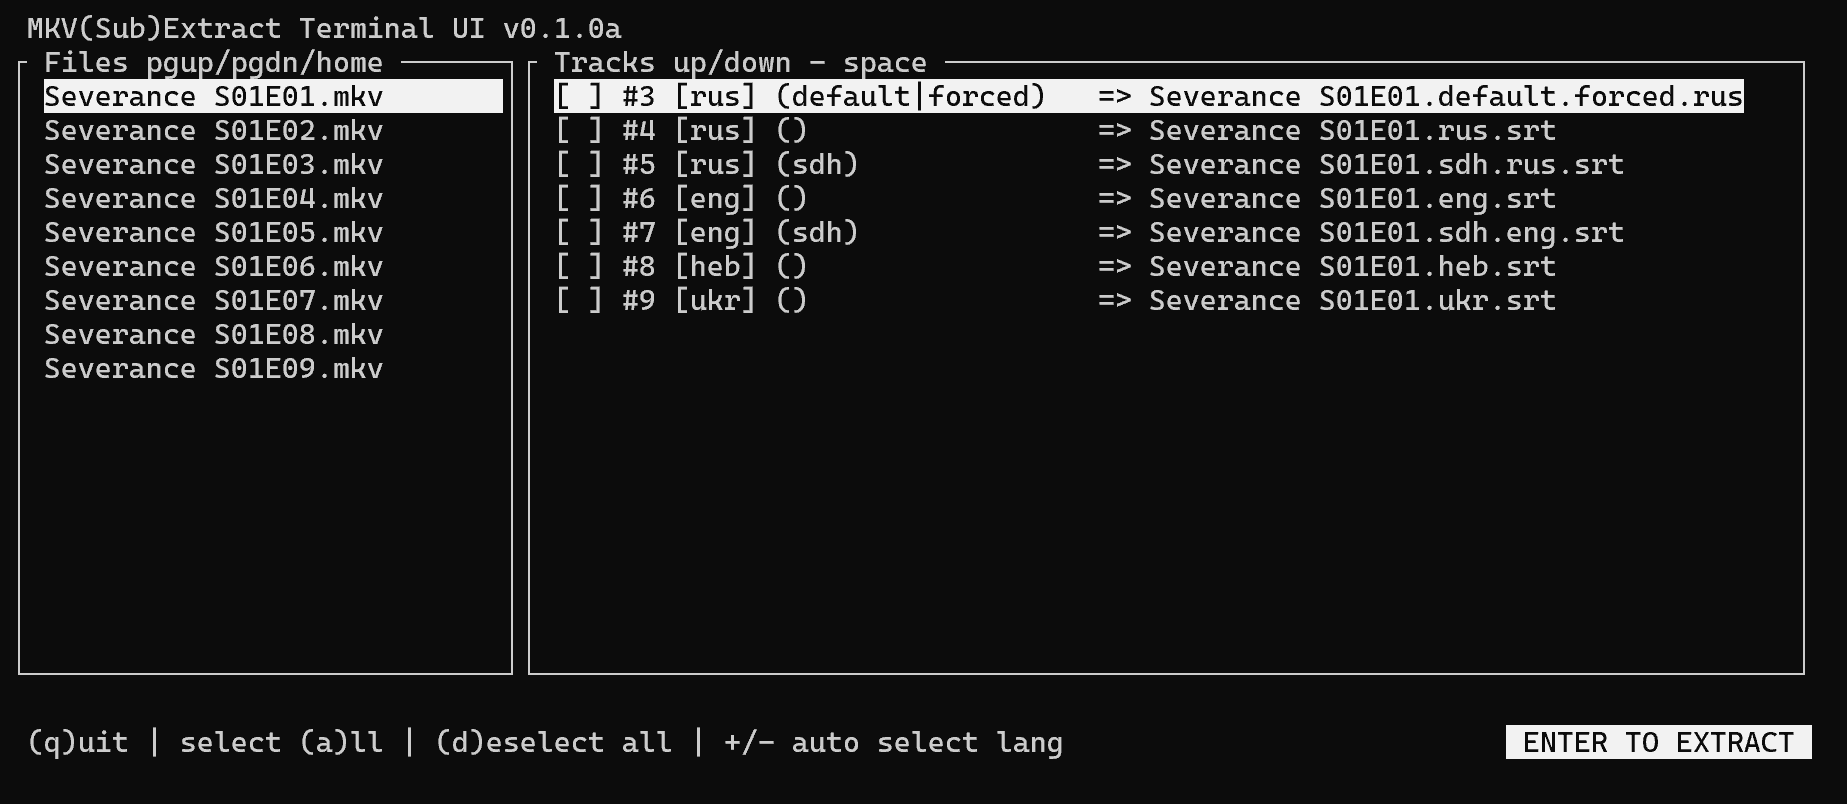 MKV(Sub)Extract Terminal UI v0.1.0a
Files pgup/pgdn/home
Severance S01E01.mkv
Severance S01E02.mkv
Severance S01E03.mkv
Severance S01E04.mkv
Severance S01E05.mkv
Severance S01E06.mkv
Severance S01E07.mkv
Severance S01E08.mkv
Severance S01E09.mkv
Tracks up/down - space
[ ] #3 [rus] (default|forced) => Severance S01E01.default.forced.rus
[ ] #4 [rus] () => Severance S01E01.rus.srt
[ ] #5 [rus] (sdh) => Severance S01E01.sdh.rus.srt
[ ] #6 [eng] () => Severance S01E01.eng.srt
[ ] #7 [eng] (sdh) => Severance S01E01.sdh.eng.srt
[ ] #8 [heb] () => Severance S01E01.heb.srt
[ ] #9 [ukr] () => Severance S01E01.ukr.srt
(q)uit | select (a)ll | (d)eselect all | +/- auto select lang
ENTER TO EXTRACT